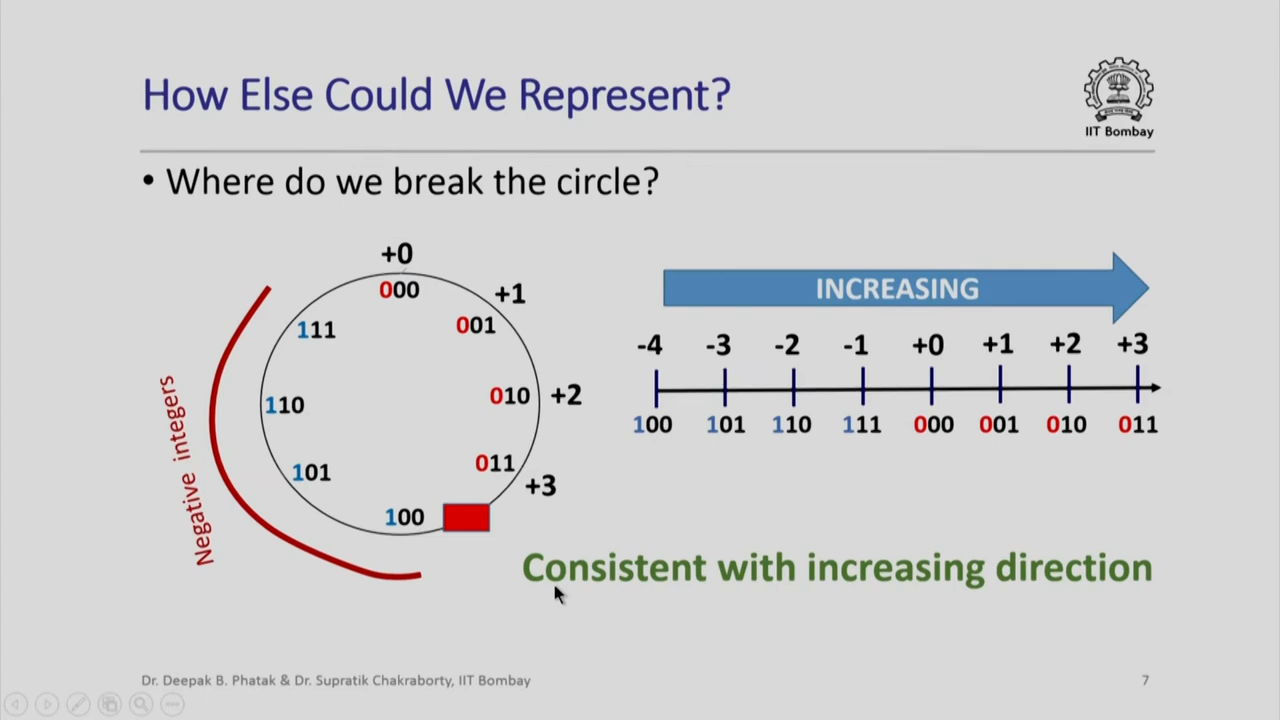 How Else Could We Represent?
IIT Bombay
• Where do we break the circle?
+0
000
+1
111
001
110
010
+2
101
011
+3
100
Negative integers
INCREASING
-4 -3 -2 -1 +0 +1 +2 +3
100 101 110 111 000 001 010 011
Consistent with increasing direction
Dr. Deepak B. Phatak & Dr. Supratik Chakraborty, IIT Bombay
7